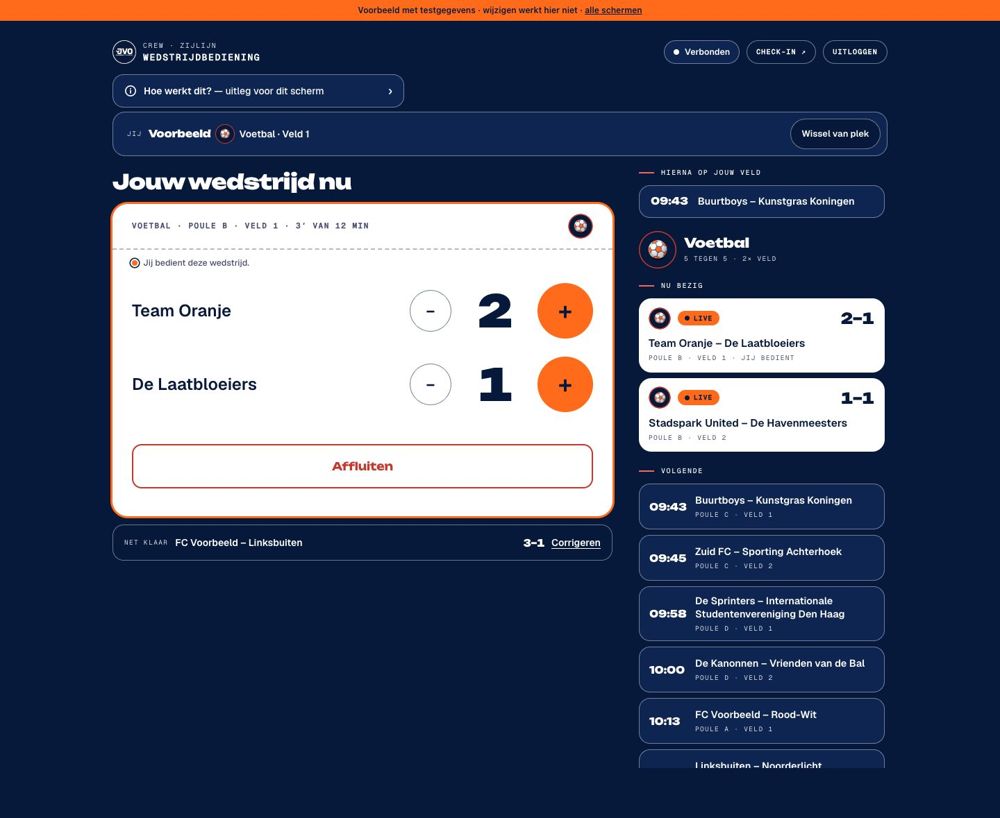 Voorbeeld met testgegevens · wijzigen werkt hier niet · alle schermen
JVO
CREW · ZIJLIJN
WEDSTRIJDBEDIENING
Verbonden
CHECK-IN ↗
UITLOGGEN
Hoe werkt dit? — uitleg voor dit scherm ›
JIJ Voorbeeld Voetbal · Veld 1
Wissel van plek
Jouw wedstrijd nu
VOETBAL · POULE B · VELD 1 · 3' VAN 12 MIN
Jij bedient deze wedstrijd.
Team Oranje − 2 +
De Laatbloeiers − 1 +
Affluiten
NET KLAAR FC Voorbeeld – Linksbuiten 3–1 Corrigeren
HIERNA OP JOUW VELD
09:43 Buurtboys – Kunstgras Koningen
Voetbal
5 TEGEN 5 · 2× VELD
NU BEZIG
LIVE 2–1
Team Oranje – De Laatbloeiers
POULE B · VELD 1 · JIJ BEDIENT
LIVE 1–1
Stadspark United – De Havenmeesters
POULE B · VELD 2
VOLGENDE
09:43 Buurtboys – Kunstgras Koningen
POULE C · VELD 1
09:45 Zuid FC – Sporting Achterhoek
POULE C · VELD 2
09:58 De Sprinters – Internationale
Studentenvereniging Den Haag
POULE D · VELD 1
10:00 De Kanonnen – Vrienden van de Bal
POULE D · VELD 2
10:13 FC Voorbeeld – Rood-Wit
POULE A · VELD 1
Linksbuiten – Noorderlicht